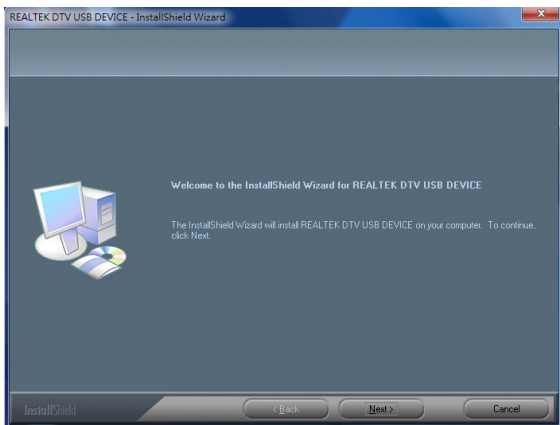 REALTEK DTV USB DEVICE - InstallShield Wizard
Welcome to the InstallShield Wizard for REALTEK DTV USB DEVICE
The InstallShield Wizard will install REALTEK DTV USB DEVICE on your computer. To continue,
click Next.
InstallShield
< Back
Next >
Cancel